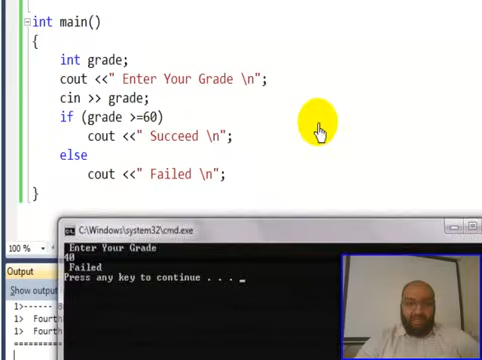 int main()
{
int grade;
cout <<" Enter Your Grade \n";
cin >> grade;
if (grade >=60)
cout <<" Succeed \n";
else
cout <<" Failed \n";
}
100 %
C:\Windows\system32\cmd.exe
Enter Your Grade
40
Failed
Press any key to continue . . . _
Output
Show output
1>------ 
1> Fourth
1> Fourth
==========